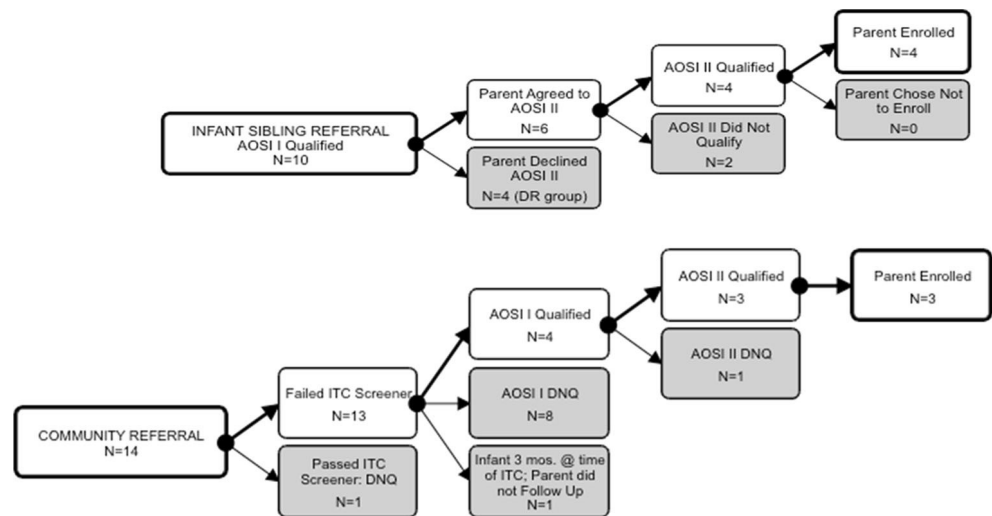 INFANT SIBLING REFERRAL
AOSI I Qualified
N=10
Parent Agreed to
AOSI II
N=6
Parent Declined
AOSI II
N=4 (DR group)
AOSI II Qualified
N=4
AOSI II Did Not
Qualify
N=2
Parent Enrolled
N=4
Parent Chose Not
to Enroll
N=0
COMMUNITY REFERRAL
N=14
Failed ITC Screener
N=13
Passed ITC
Screener: DNQ
N=1
AOSI I Qualified
N=4
AOSI I DNQ
N=8
Infant 3 mos. @ time
of ITC; Parent did
not Follow Up
N=1
AOSI II Qualified
N=3
AOSI II DNQ
N=1
Parent Enrolled
N=3